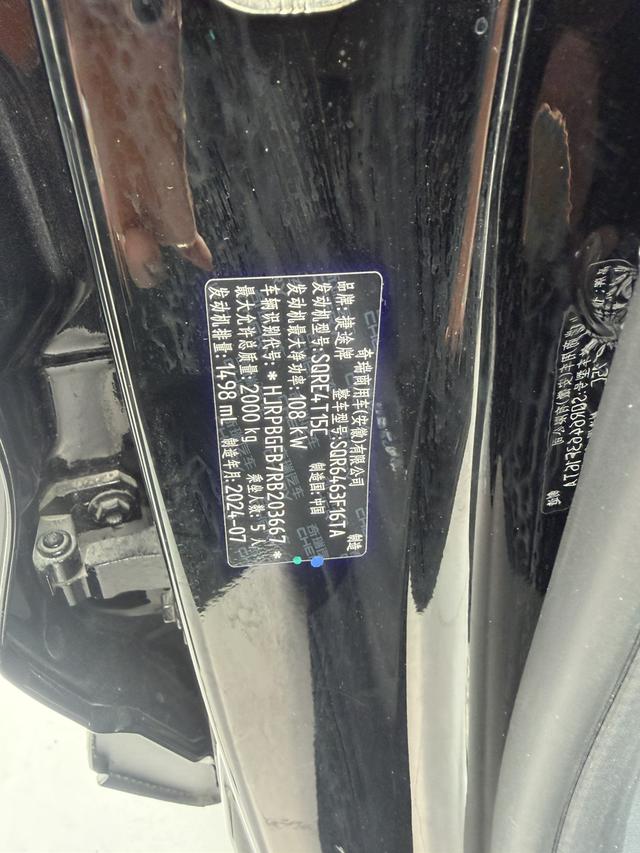 奇瑞商用车(安徽)有限公司 制造
品牌: 捷途牌 整车型号: SQR6463F16TA
发动机型号: SQRE4T15C 制造国: 中国
发动机最大净功率: 108 kW
车辆识别代号: *HJRPBGFB7RB203667*
最大允许总质量: 2000 kg 乘坐人数: 5 人
发动机排量: 1498 mL 制造年月: 2024-07